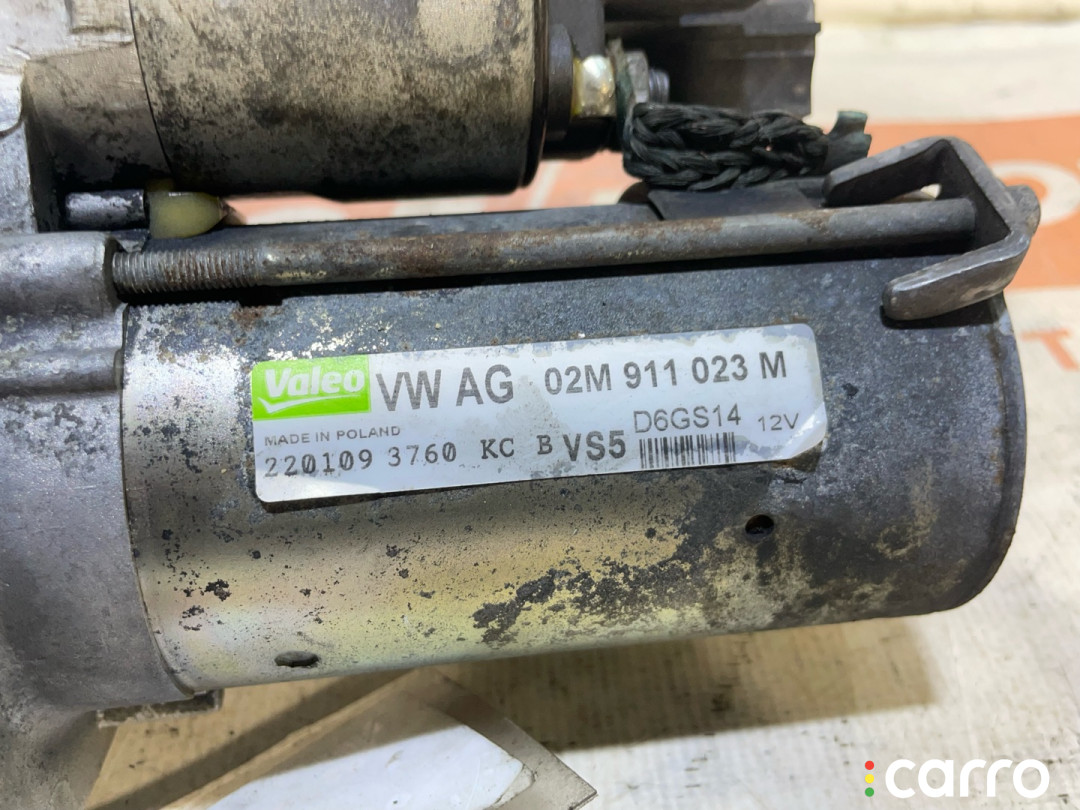 Valeo VW AG 02M 911 023 M
MADE IN POLAND D6GS14 12V
220109 3760 KC B VS5
carro